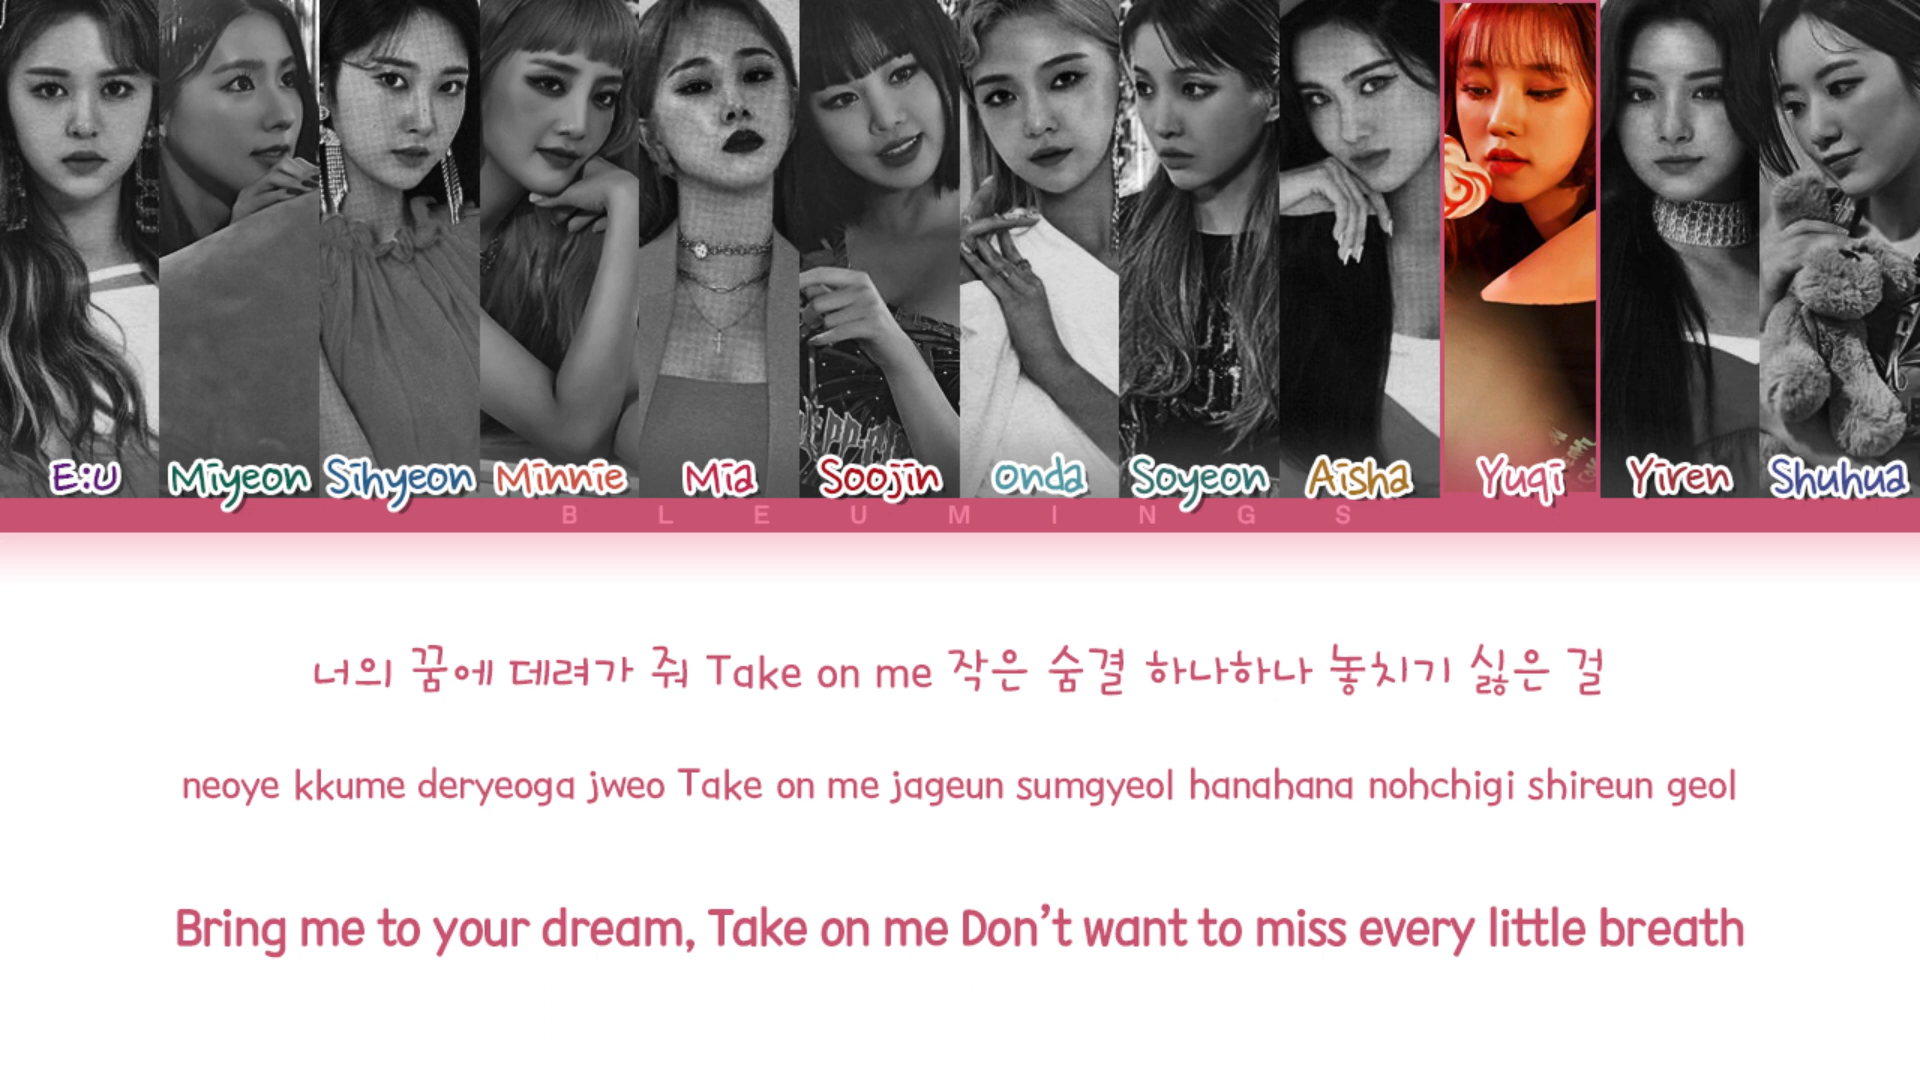 E:U Miyeon Sihyeon Minnie Mia Soojin Onda Soyeon Aisha Yuqi Yiren Shuhua
BLEUMINGS
너의 꿈에 데려가 줘 Take on me 작은 숨결 하나하나 놓치기 싫은 걸
neoye kkume deryeoga jweo Take on me jageun sumgyeol hanahana nohchigi shireun geol
Bring me to your dream, Take on me Don't want to miss every little breath